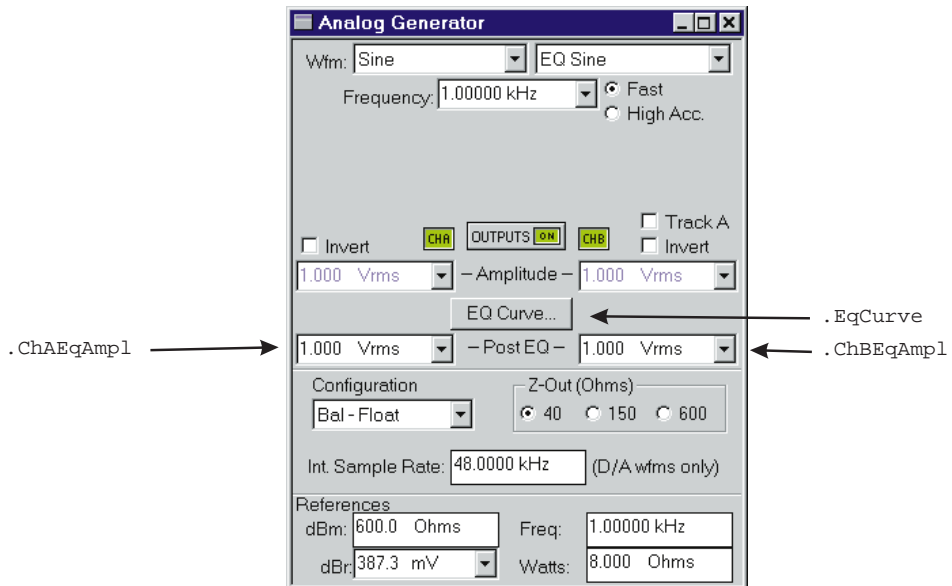 Analog Generator
Wfm: Sine EQ Sine
Frequency: 1.00000 kHz Fast
High Acc.
Track A
Invert CHA OUTPUTS ON CHB Invert
1.000 Vrms – Amplitude – 1.000 Vrms
EQ Curve... .EqCurve
.ChAEqAmpl 1.000 Vrms – Post EQ – 1.000 Vrms .ChBEqAmpl
Configuration Z-Out (Ohms)
Bal - Float 40 150 600
Int. Sample Rate: 48.0000 kHz (D/A wfms only)
References
dBm: 600.0 Ohms Freq: 1.00000 kHz
dBr: 387.3 mV Watts: 8.000 Ohms